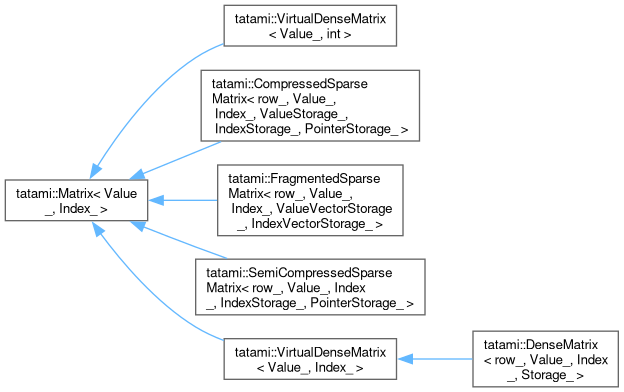 tatami::VirtualDenseMatrix
< Value_, int >
tatami::CompressedSparse
Matrix< row_, Value_,
Index_, ValueStorage_,
IndexStorage_, PointerStorage_ >
tatami::Matrix< Value
_, Index_ >
tatami::FragmentedSparse
Matrix< row_, Value_,
Index_, ValueVectorStorage
_, IndexVectorStorage_ >
tatami::SemiCompressedSparse
Matrix< row_, Value_, Index
_, IndexStorage_, PointerStorage_ >
tatami::VirtualDenseMatrix
< Value_, Index_ >
tatami::DenseMatrix
< row_, Value_, Index
_, Storage_ >